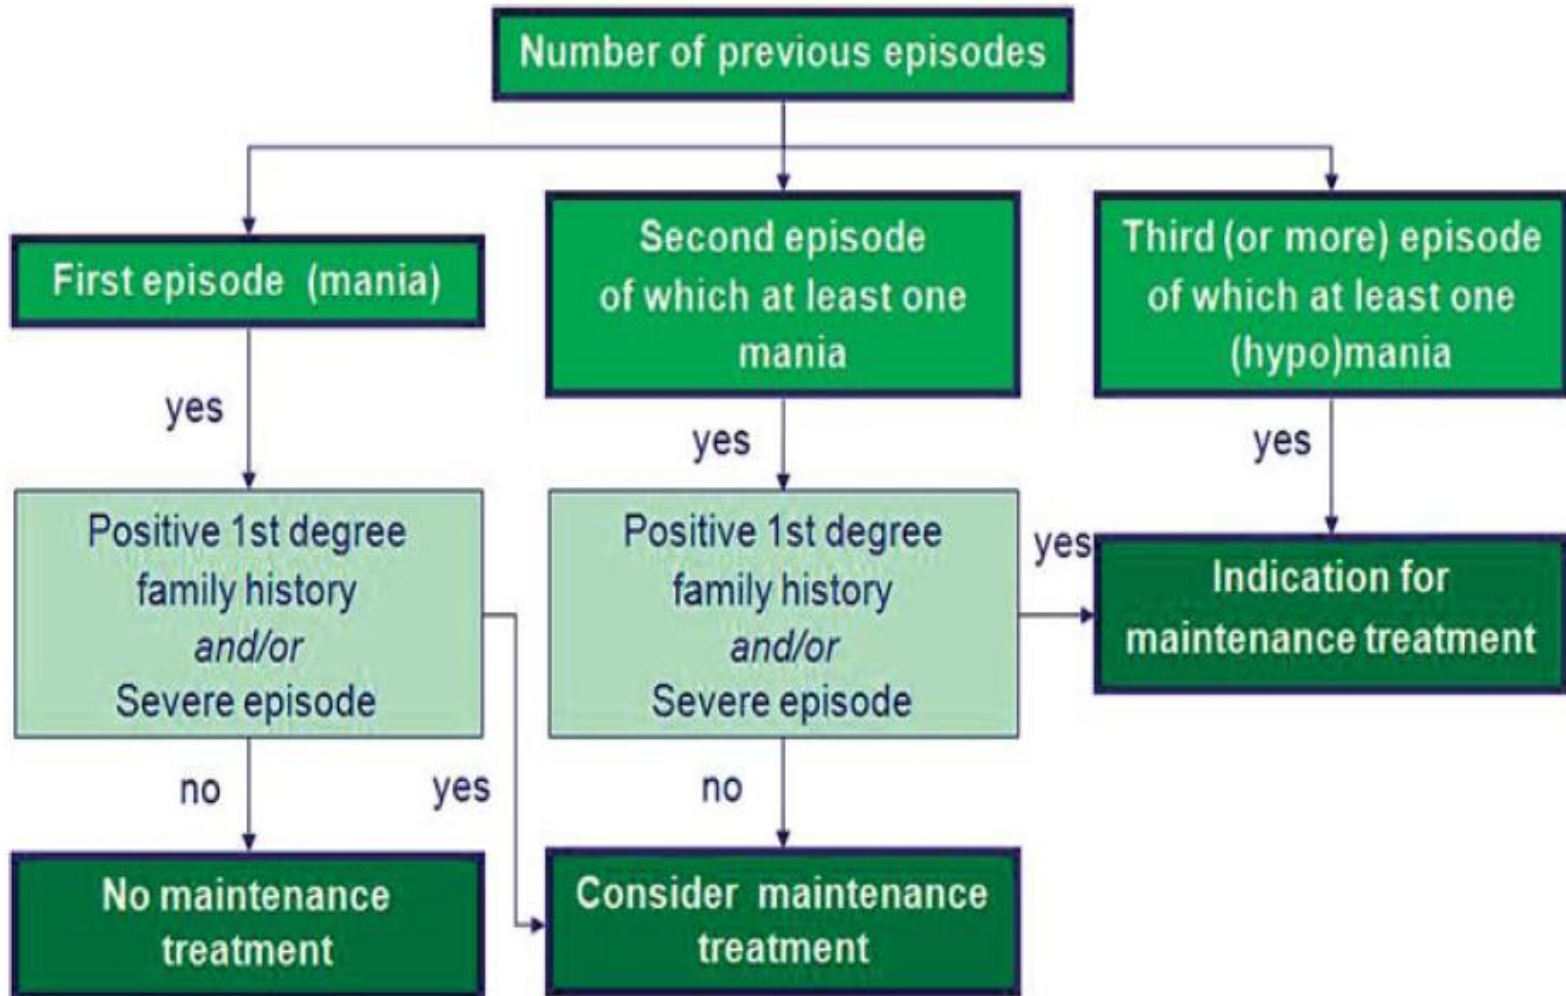 Number of previous episodes
First episode (mania)
Second episode
of which at least one
mania
Third (or more) episode
of which at least one
(hypo)mania
yes
yes
yes
Positive 1st degree
family history
and/or
Severe episode
Positive 1st degree
family history
and/or
Severe episode
yes
Indication for
maintenance treatment
no
yes
no
No maintenance
treatment
Consider maintenance
treatment